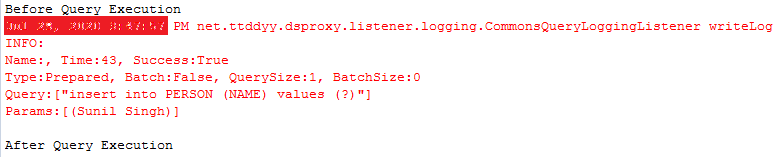 Before Query Execution
PM net.ttddyy.dsproxy.listener.logging.CommonsQueryLoggingListener writeLog
INFO:
Name:, Time:43, Success:True
Type:Prepared, Batch:False, QuerySize:1, BatchSize:0
Query:["insert into PERSON (NAME) values (?)"]
Params:[(Sunil Singh)]
After Query Execution